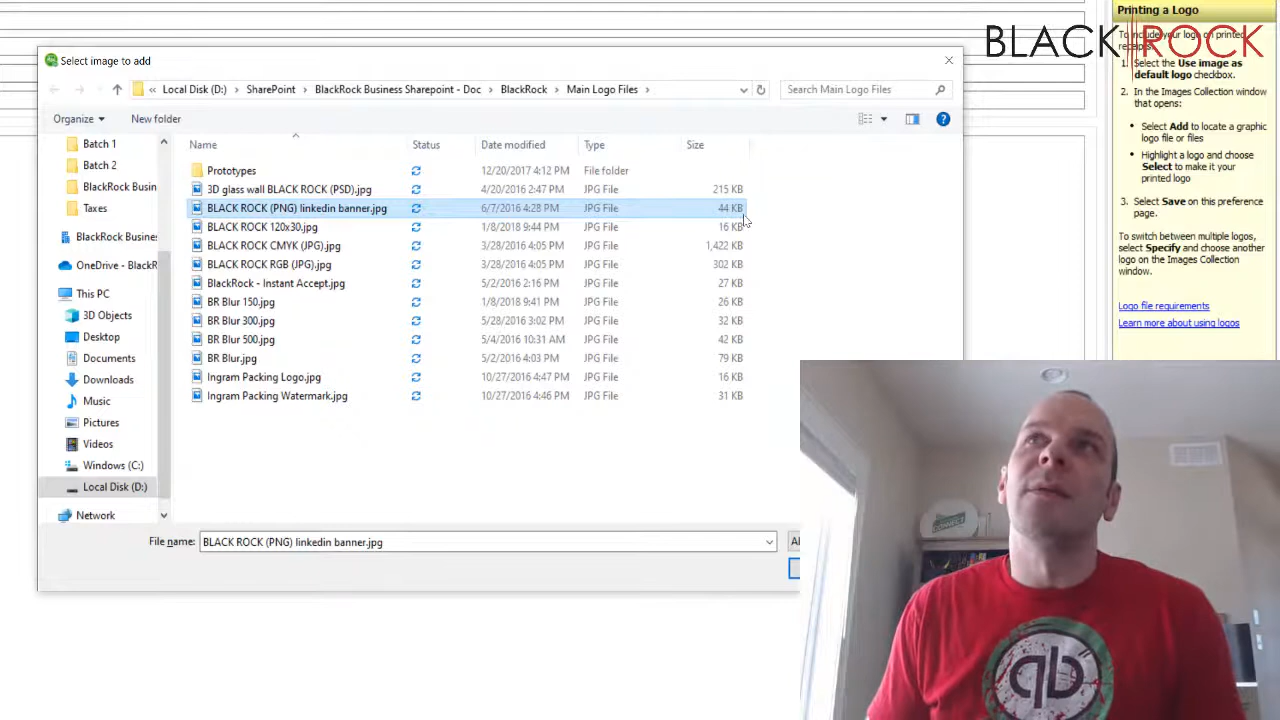 Printing a Logo
BLACK ROCK
To include your logo on printed
receipts:
1. Select the Use image as
default logo checkbox.
2. In the Images Collection window
that opens:
• Select Add to locate a graphic
logo file or files
• Highlight a logo and choose
Select to make it your
printed logo
3. Select Save on this preference
page.
To switch between multiple logos,
select Specify and choose another
logo on the Images Collection
window.
Logo file requirements
Learn more about using logos
Select image to add
« Local Disk (D:) › SharePoint › BlackRock Business Sharepoint - Doc › BlackRock › Main Logo Files ›
Search Main Logo Files
Organize
New folder
Name Status Date modified Type Size
Batch 1
Batch 2
BlackRock Busin
Taxes
BlackRock Busine
OneDrive - BlackR
This PC
3D Objects
Desktop
Documents
Downloads
Music
Pictures
Videos
Windows (C:)
Local Disk (D:)
Network
Prototypes 12/20/2017 4:12 PM File folder
3D glass wall BLACK ROCK (PSD).jpg 4/20/2016 2:47 PM JPG File 215 KB
BLACK ROCK (PNG) linkedin banner.jpg 6/7/2016 4:28 PM JPG File 44 KB
BLACK ROCK 120x30.jpg 1/8/2018 9:44 PM JPG File 16 KB
BLACK ROCK CMYK (JPG).jpg 3/28/2016 4:05 PM JPG File 1,422 KB
BLACK ROCK RGB (JPG).jpg 3/28/2016 4:05 PM JPG File 302 KB
BlackRock - Instant Accept.jpg 5/2/2016 2:16 PM JPG File 27 KB
BR Blur 150.jpg 1/8/2018 9:41 PM JPG File 26 KB
BR Blur 300.jpg 5/28/2016 3:02 PM JPG File 32 KB
BR Blur 500.jpg 5/4/2016 10:31 AM JPG File 42 KB
BR Blur.jpg 5/2/2016 4:03 PM JPG File 79 KB
Ingram Packing Logo.jpg 10/27/2016 4:47 PM JPG File 16 KB
Ingram Packing Watermark.jpg 10/27/2016 4:46 PM JPG File 31 KB
File name: BLACK ROCK (PNG) linkedin banner.jpg
qb